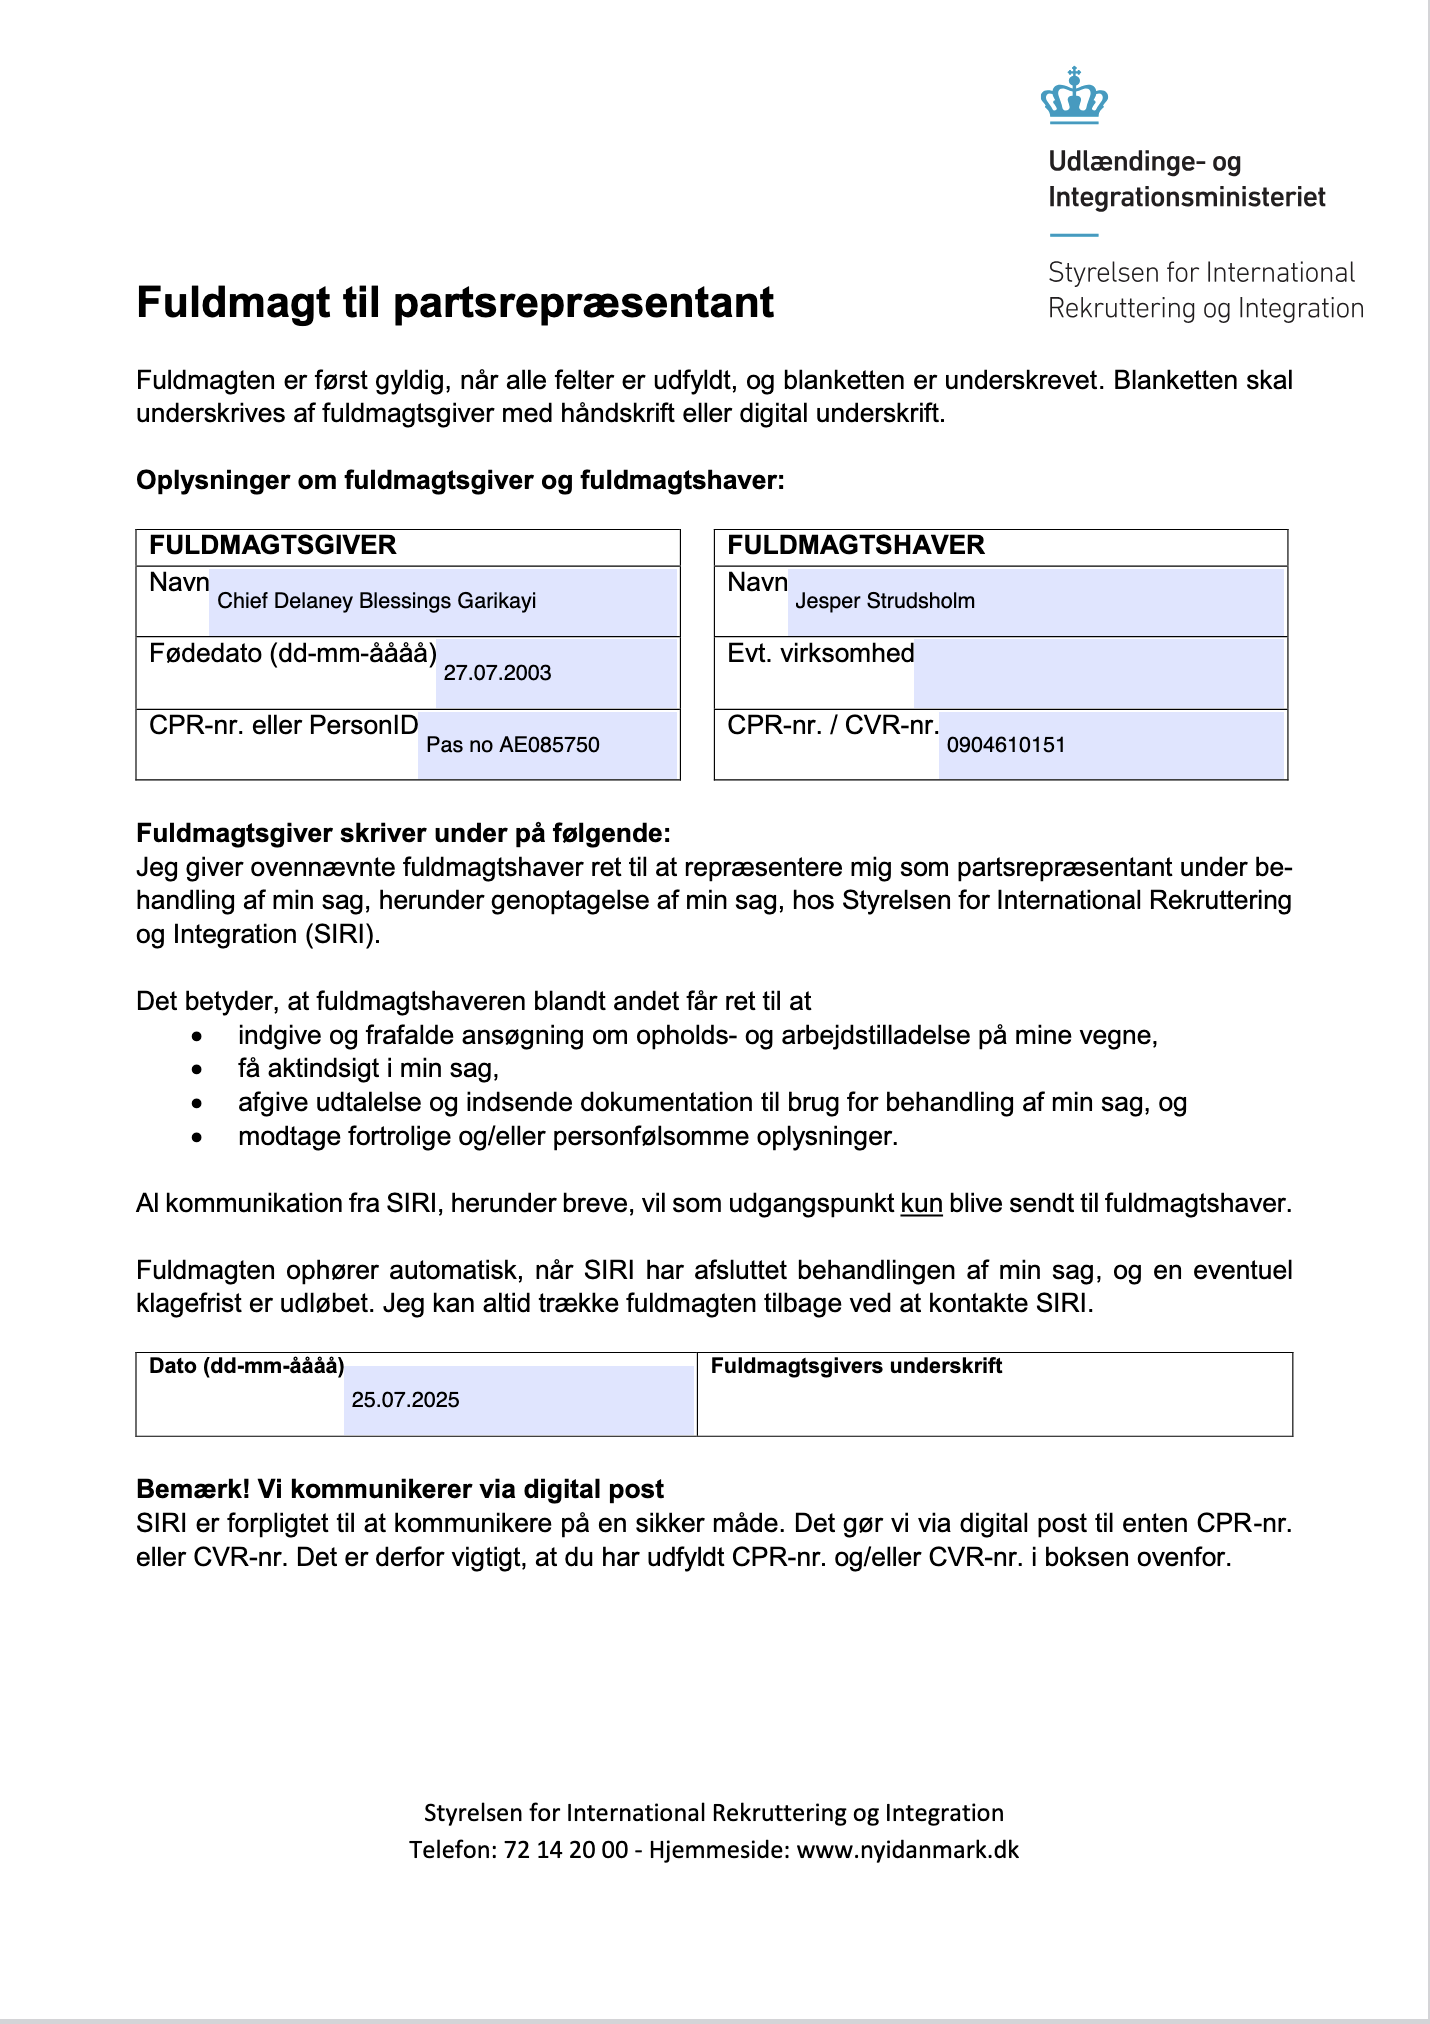 Udlændinge- og
Integrationsministeriet
Styrelsen for International
Rekruttering og Integration
Fuldmagt til partsrepræsentant
Fuldmagten er først gyldig, når alle felter er udfyldt, og blanketten er underskrevet. Blanketten skal
underskrives af fuldmagtsgiver med håndskrift eller digital underskrift.
Oplysninger om fuldmagtsgiver og fuldmagtshaver:
FULDMAGTSGIVER
Navn Chief Delaney Blessings Garikayi
Fødedato (dd-mm-åååå) 27.07.2003
CPR-nr. eller PersonID Pas no AE085750
FULDMAGTSHAVER
Navn Jesper Strudsholm
Evt. virksomhed
CPR-nr. / CVR-nr. 0904610151
Fuldmagtsgiver skriver under på følgende:
Jeg giver ovennævnte fuldmagtshaver ret til at repræsentere mig som partsrepræsentant under be-
handling af min sag, herunder genoptagelse af min sag, hos Styrelsen for International Rekruttering
og Integration (SIRI).
Det betyder, at fuldmagtshaveren blandt andet får ret til at
• indgive og frafalde ansøgning om opholds- og arbejdstilladelse på mine vegne,
• få aktindsigt i min sag,
• afgive udtalelse og indsende dokumentation til brug for behandling af min sag, og
• modtage fortrolige og/eller personfølsomme oplysninger.
Al kommunikation fra SIRI, herunder breve, vil som udgangspunkt kun blive sendt til fuldmagtshaver.
Fuldmagten ophører automatisk, når SIRI har afsluttet behandlingen af min sag, og en eventuel
klagefrist er udløbet. Jeg kan altid trække fuldmagten tilbage ved at kontakte SIRI.
Dato (dd-mm-åååå) 25.07.2025
Fuldmagtsgivers underskrift
Bemærk! Vi kommunikerer via digital post
SIRI er forpligtet til at kommunikere på en sikker måde. Det gør vi via digital post til enten CPR-nr.
eller CVR-nr. Det er derfor vigtigt, at du har udfyldt CPR-nr. og/eller CVR-nr. i boksen ovenfor.
Styrelsen for International Rekruttering og Integration
Telefon: 72 14 20 00 - Hjemmeside: www.nyidanmark.dk